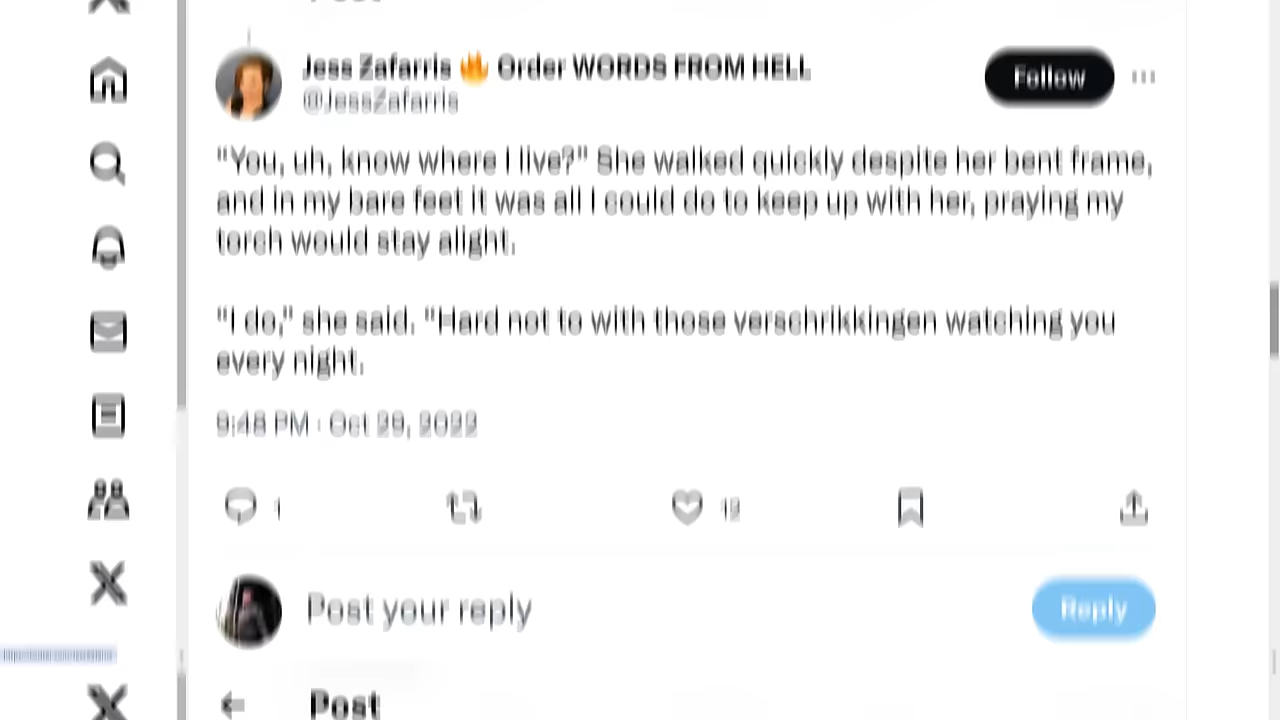 Jess Zafarris 🔥 Order WORDS FROM HELL
Follow
@JessZafarris
"You, uh, know where I live?" She walked quickly despite her bent frame,
and in my bare feet it was all I could do to keep up with her, praying my
torch would stay alight.
"I do," she said. "Hard not to with those verschrikkingen watching you
every night.
9:48 PM · Oct 29, 2022
1
Post your reply
Reply
Post